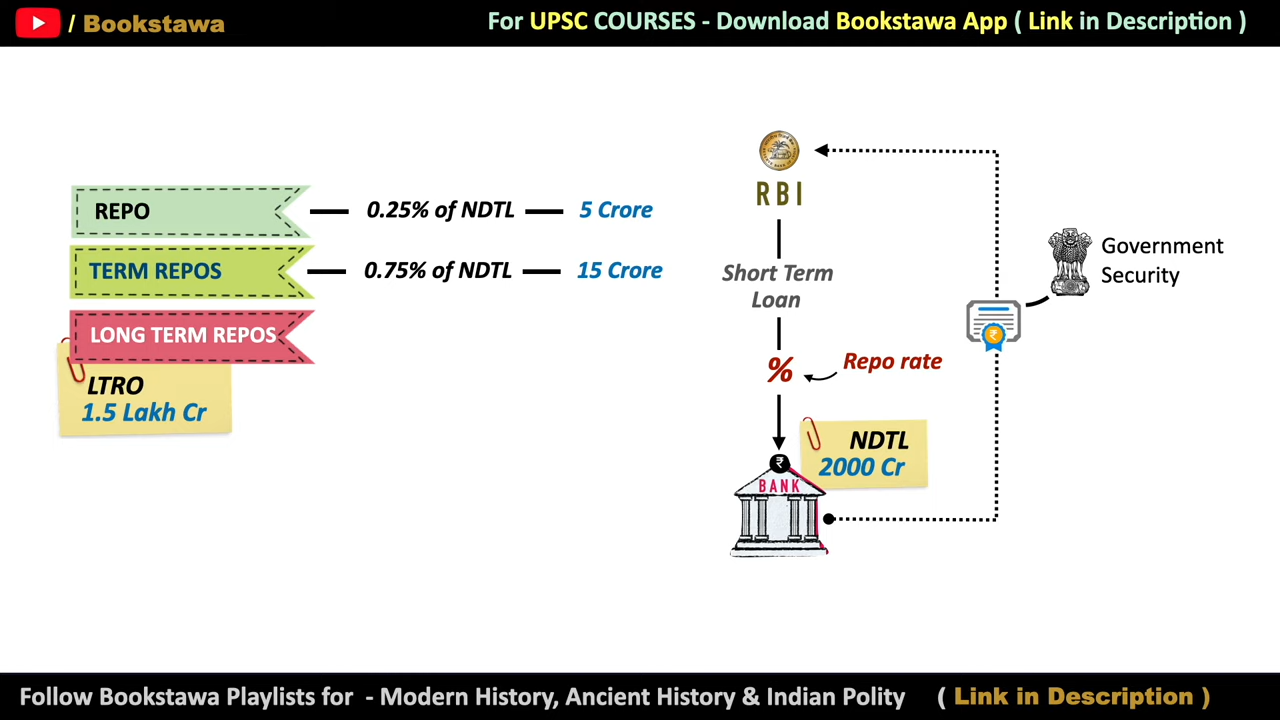 / Bookstawa
For UPSC COURSES - Download Bookstawa App ( Link in Description )
REPO
0.25% of NDTL
5 Crore
TERM REPOS
0.75% of NDTL
15 Crore
LONG TERM REPOS
LTRO
1.5 Lakh Cr
RBI
Short Term
Loan
%
Repo rate
NDTL
2000 Cr
₹
BANK
₹
Government
Security
Follow Bookstawa Playlists for - Modern History, Ancient History & Indian Polity ( Link in Description )